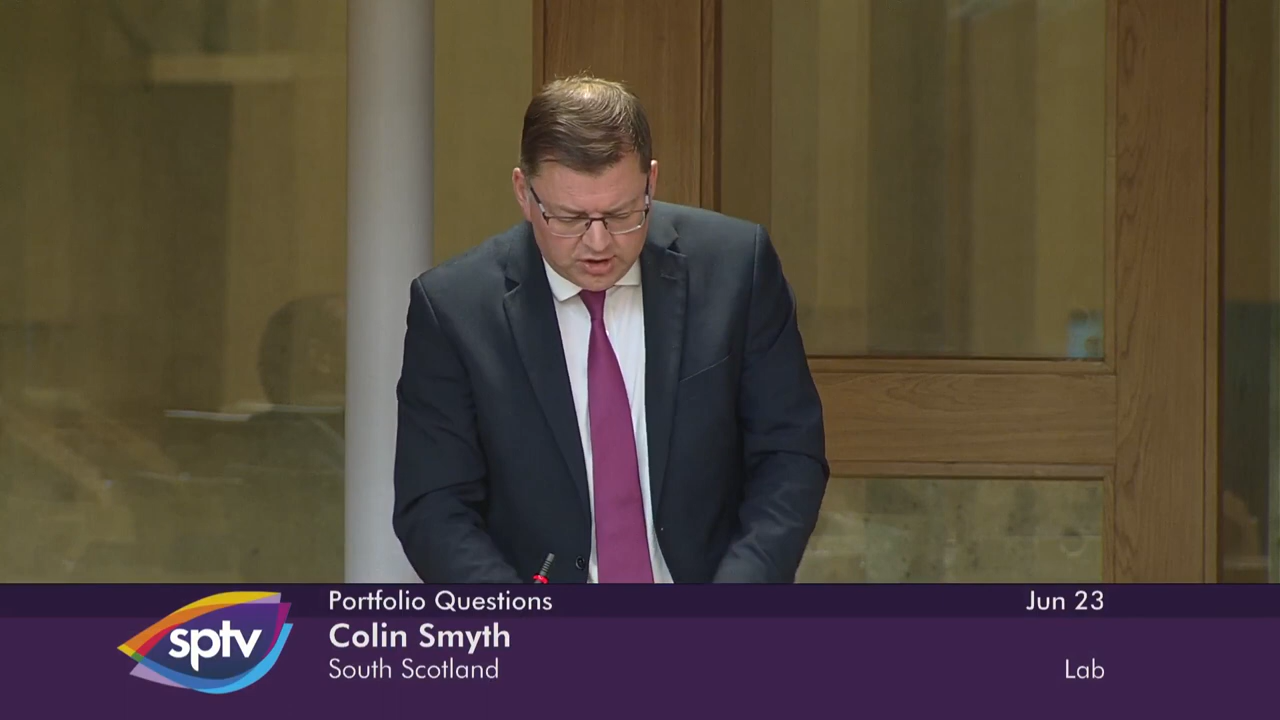 Portfolio Questions
Jun 23
sptv
Colin Smyth
South Scotland
Lab